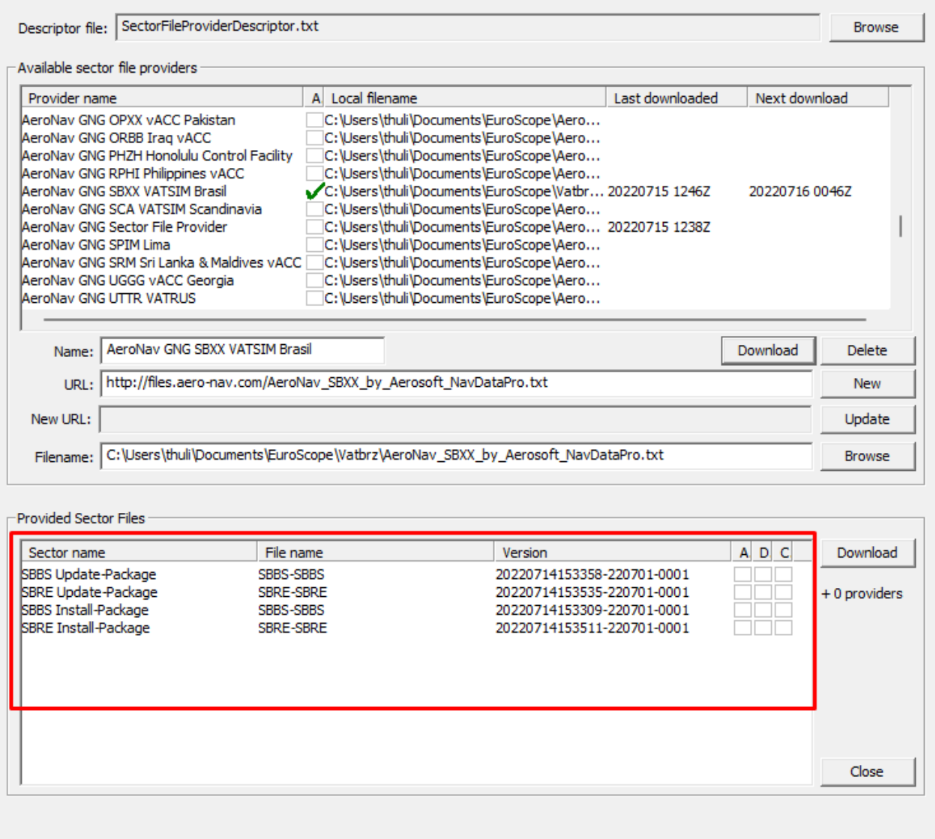 Descriptor file: SectorFileProviderDescriptor.txt Browse
Available sector file providers
Provider name A Local filename Last downloaded Next download
AeroNav GNG OPXX vACC Pakistan C:\Users\thuli\Documents\EuroScope\Aero...
AeroNav GNG ORBB Iraq vACC C:\Users\thuli\Documents\EuroScope\Aero...
AeroNav GNG PHZH Honolulu Control Facility C:\Users\thuli\Documents\EuroScope\Aero...
AeroNav GNG RPHI Philippines vACC C:\Users\thuli\Documents\EuroScope\Aero...
AeroNav GNG SBXX VATSIM Brasil C:\Users\thuli\Documents\EuroScope\Vatbr... 20220715 1246Z 20220716 0046Z
AeroNav GNG SCA VATSIM Scandinavia C:\Users\thuli\Documents\EuroScope\Aero...
AeroNav GNG Sector File Provider C:\Users\thuli\Documents\EuroScope\Aero... 20220715 1238Z
AeroNav GNG SPIM Lima C:\Users\thuli\Documents\EuroScope\Aero...
AeroNav GNG SRM Sri Lanka & Maldives vACC C:\Users\thuli\Documents\EuroScope\Aero...
AeroNav GNG UGGG vACC Georgia C:\Users\thuli\Documents\EuroScope\Aero...
AeroNav GNG UTTR VATRUS C:\Users\thuli\Documents\EuroScope\Aero...
Name: AeroNav GNG SBXX VATSIM Brasil Download Delete
URL: http://files.aero-nav.com/AeroNav_SBXX_by_Aerosoft_NavDataPro.txt New
New URL: Update
Filename: C:\Users\thuli\Documents\EuroScope\Vatbrz\AeroNav_SBXX_by_Aerosoft_NavDataPro.txt Browse
Provided Sector Files
Sector name File name Version A D C Download
SBBS Update-Package SBBS-SBBS 20220714153358-220701-0001
SBRE Update-Package SBRE-SBRE 20220714153535-220701-0001 + 0 providers
SBBS Install-Package SBBS-SBBS 20220714153309-220701-0001
SBRE Install-Package SBRE-SBRE 20220714153511-220701-0001
Close